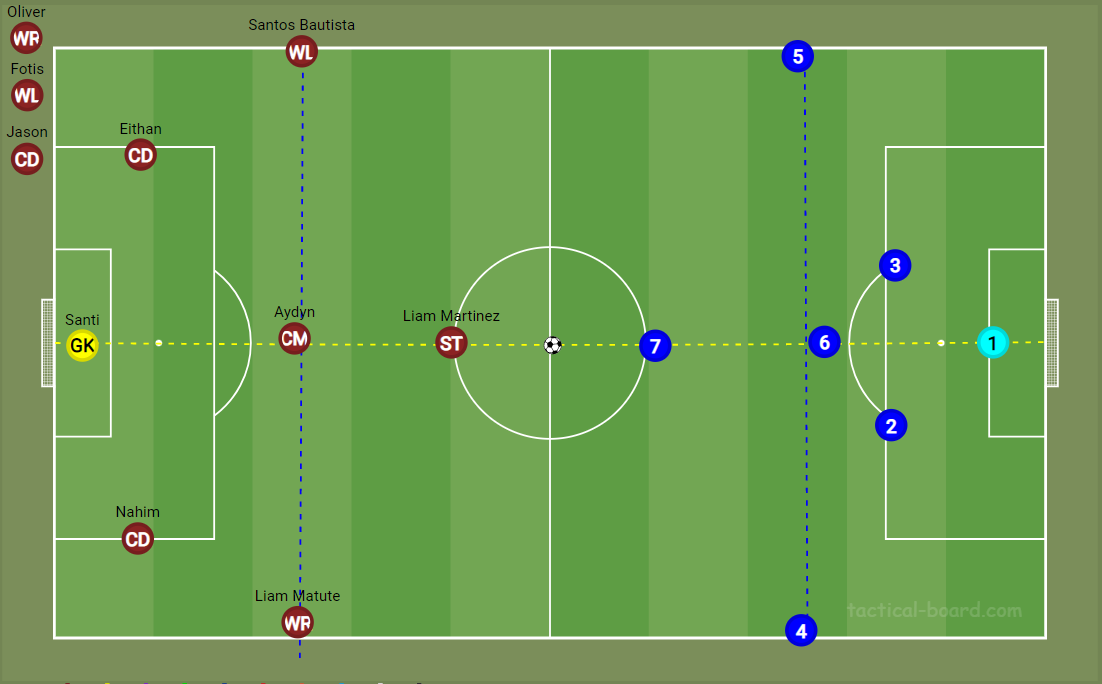 Oliver
WR
Fotis
WL
Jason
CD
Santos Bautista
WL
5
Eithan
CD
3
Santi
GK
Aydyn
CM
Liam Martinez
ST
7
6
1
2
Nahim
CD
Liam Matute
WR
4
tactical-board.com